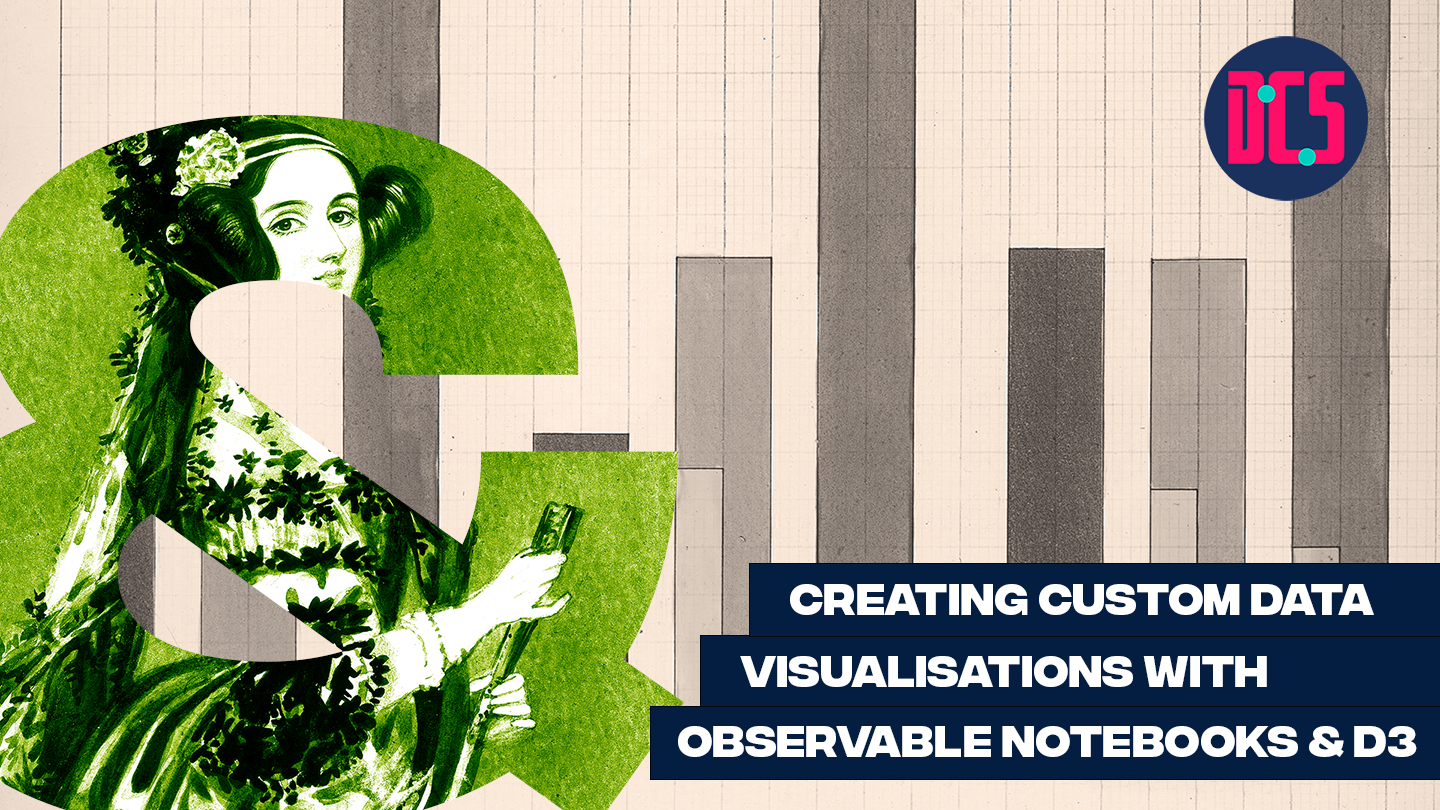 DCS
CREATING CUSTOM DATA
VISUALISATIONS WITH
OBSERVABLE NOTEBOOKS & D3